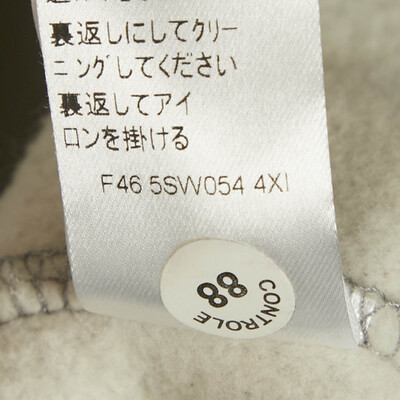 裏返しにしてクリー
ニングしてください
裏返してアイ
ロンを掛ける
F46 5SW054 4XI
88
CONTROLE